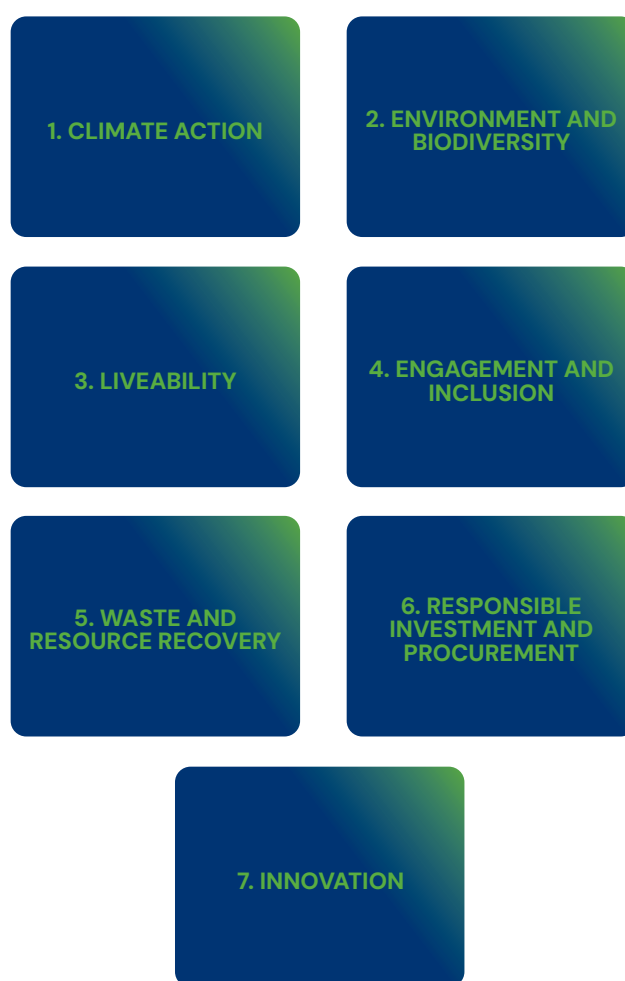 1. CLIMATE ACTION
2. ENVIRONMENT AND
BIODIVERSITY
3. LIVEABILITY
4. ENGAGEMENT AND
INCLUSION
5. WASTE AND
RESOURCE RECOVERY
6. RESPONSIBLE
INVESTMENT AND
PROCUREMENT
7. INNOVATION